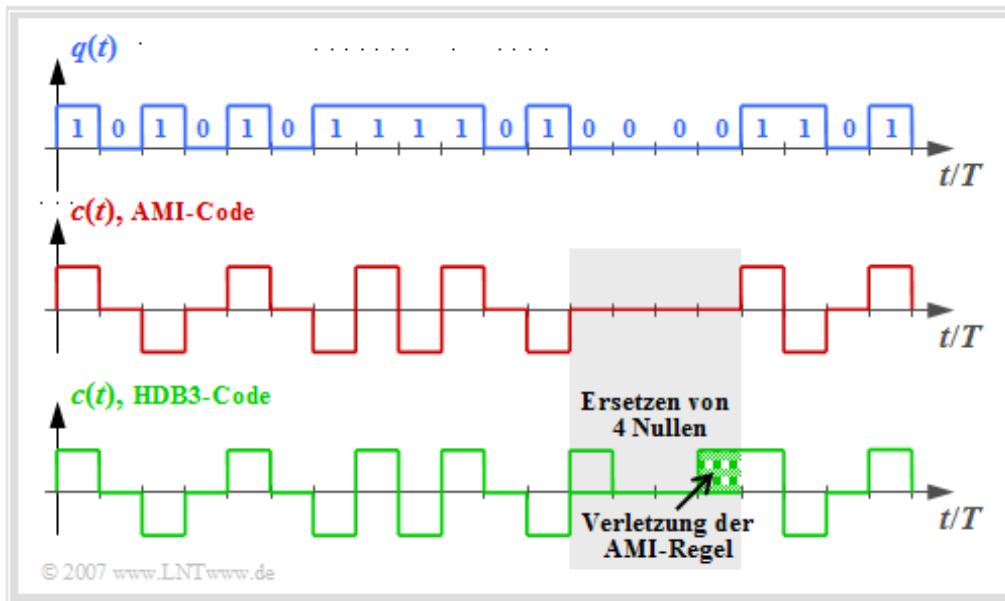 q(t)
1 0 1 0 1 0 1 1 1 1 0 1 0 0 0 0 1 1 0 1
t/T
c(t), AMI-Code
t/T
c(t), HDB3-Code
Ersetzen von
4 Nullen
t/T
Verletzung der
AMI-Regel
© 2007 www.LNTwww.de